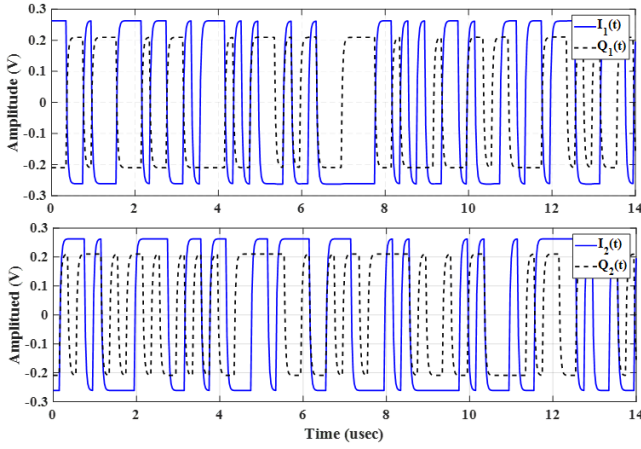 0.3
0.2
0.1
0
-0.1
-0.2
-0.3
Amplitude (V)
I1(t)
Q1(t)
0 2 4 6 8 10 12 14
0.3
0.2
0.1
0
-0.1
-0.2
-0.3
Amplitued (V)
I2(t)
Q2(t)
0 2 4 6 8 10 12 14
Time (usec)